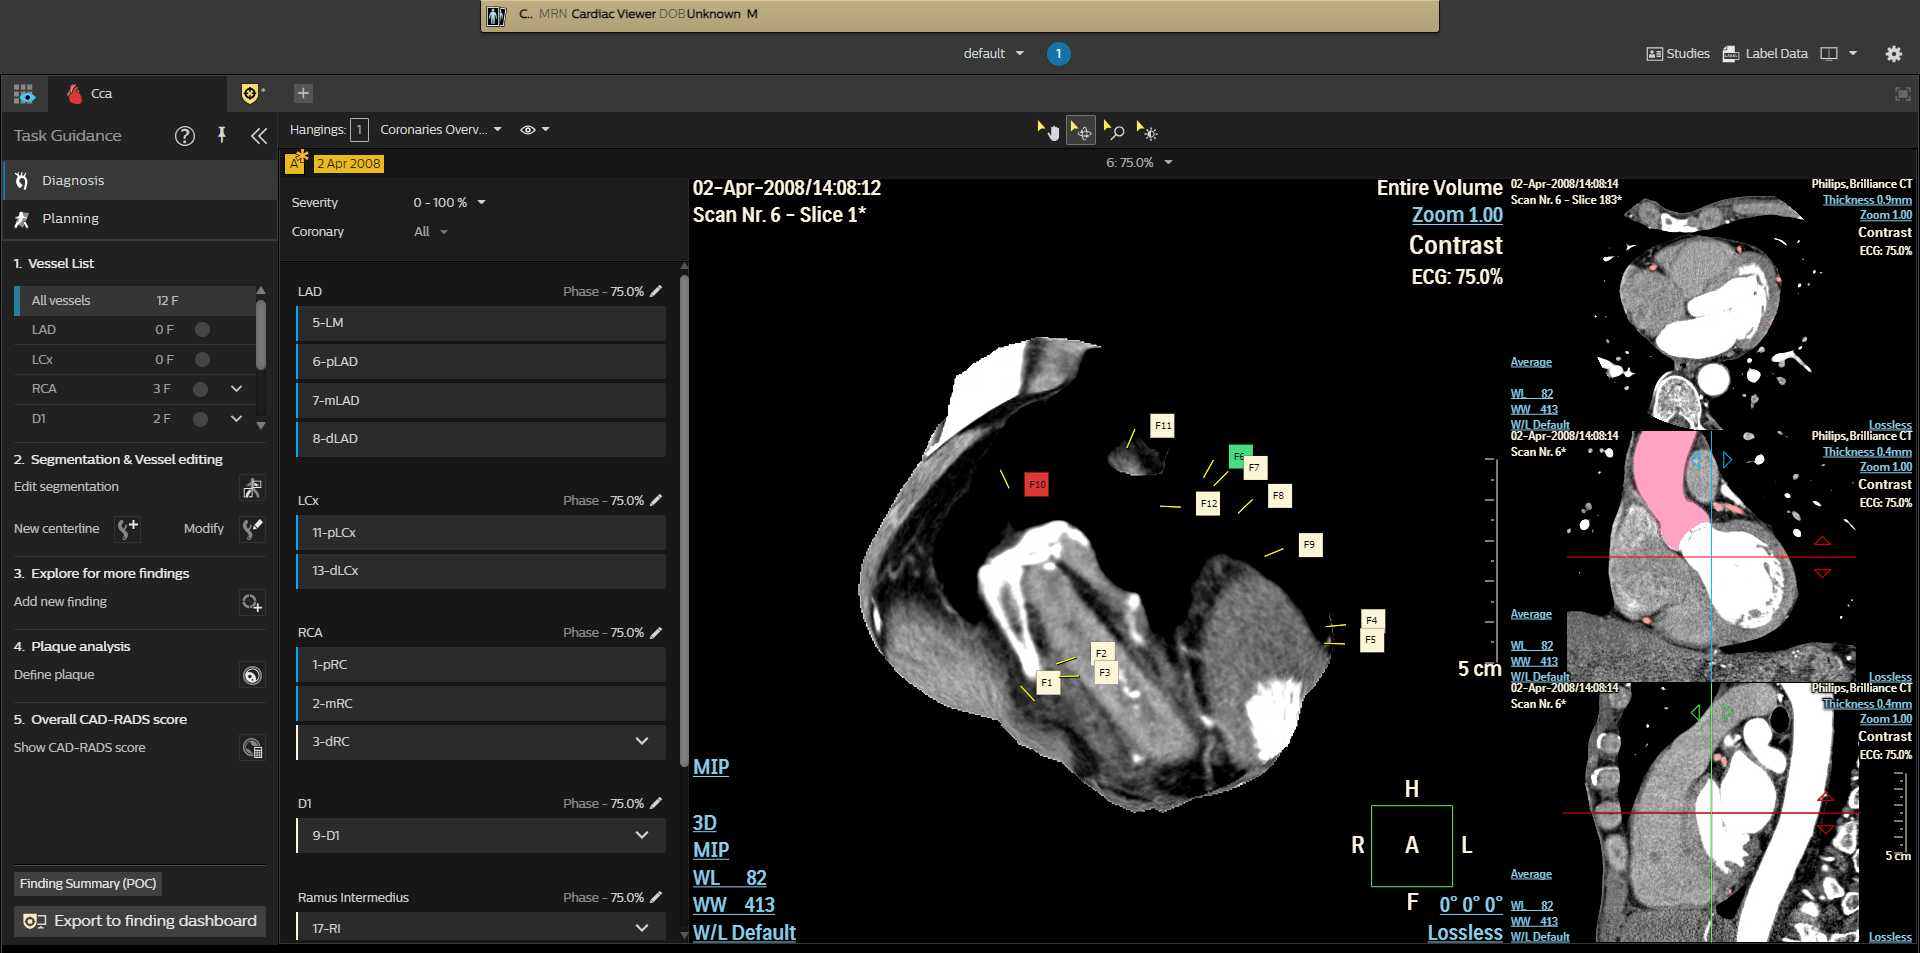 C.. MRN Cardiac Viewer DOB Unknown M
default 1
Studies Label Data
Cca
Task Guidance
Hangings: 1 Coronaries Overv...
A 2 Apr 2008
6: 75.0%
Diagnosis
Planning
1. Vessel List
All vessels 12 F
LAD 0 F
LCx 0 F
RCA 3 F
D1 2 F
2. Segmentation & Vessel editing
Edit segmentation
New centerline Modify
3. Explore for more findings
Add new finding
4. Plaque analysis
Define plaque
5. Overall CAD-RADS score
Show CAD-RADS score
Finding Summary (POC)
Export to finding dashboard
Severity 0 - 100 %
Coronary All
LAD Phase - 75.0%
5-LM
6-pLAD
7-mLAD
8-dLAD
LCx Phase - 75.0%
11-pLCx
13-dLCx
RCA Phase - 75.0%
1-pRC
2-mRC
3-dRC
D1 Phase - 75.0%
9-D1
Ramus Intermedius Phase - 75.0%
17-RI
02-Apr-2008/14:08:12
Scan Nr. 6 - Slice 1*
Entire Volume
Zoom 1.00
Contrast
ECG: 75.0%
F11
F6
F7
F10
F8
F12
F9
F4
F5
F2
F3
F1
5 cm
MIP
3D
MIP
WL 82
WW 413
W/L Default
H
R A L
F
0° 0° 0°
Lossless
02-Apr-2008/14:08:14
Scan Nr. 6 - Slice 183*
Philips,Brilliance CT
Thickness 0.9mm
Zoom 1.00
Contrast
ECG: 75.0%
Average
WL 82
WW 413
W/L Default
Lossless
02-Apr-2008/14:08:14
Scan Nr. 6*
Philips,Brilliance CT
Thickness 0.4mm
Zoom 1.00
Contrast
ECG: 75.0%
Average
WL 82
WW 413
W/L Default
Lossless
02-Apr-2008/14:08:14
Scan Nr. 6*
Philips,Brilliance CT
Thickness 0.4mm
Zoom 1.00
Contrast
ECG: 75.0%
5 cm
Average
WL 82
WW 413
W/L Default
Lossless